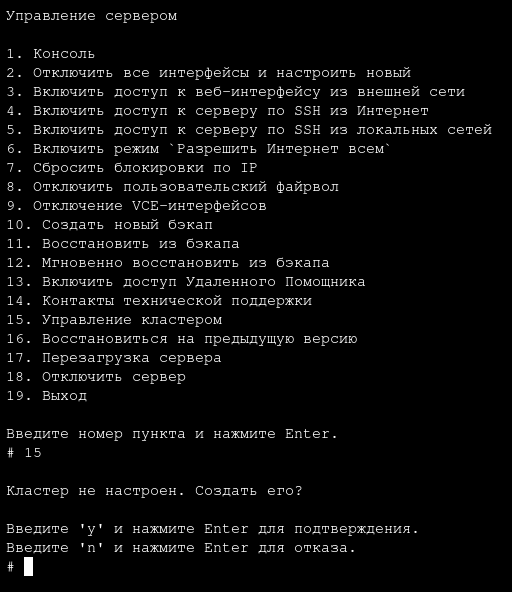 Управление сервером
1. Консоль
2. Отключить все интерфейсы и настроить новый
3. Включить доступ к веб-интерфейсу из внешней сети
4. Включить доступ к серверу по SSH из Интернет
5. Включить доступ к серверу по SSH из локальных сетей
6. Включить режим `Разрешить Интернет всем`
7. Сбросить блокировки по IP
8. Отключить пользовательский файрвол
9. Отключение VCE-интерфейсов
10. Создать новый бэкап
11. Восстановить из бэкапа
12. Мгновенно восстановить из бэкапа
13. Включить доступ Удаленного Помощника
14. Контакты технической поддержки
15. Управление кластером
16. Восстановиться на предыдущую версию
17. Перезагрузка сервера
18. Отключить сервер
19. Выход
Введите номер пункта и нажмите Enter.
# 15
Кластер не настроен. Создать его?
Введите 'y' и нажмите Enter для подтверждения.
Введите 'n' и нажмите Enter для отказа.
#